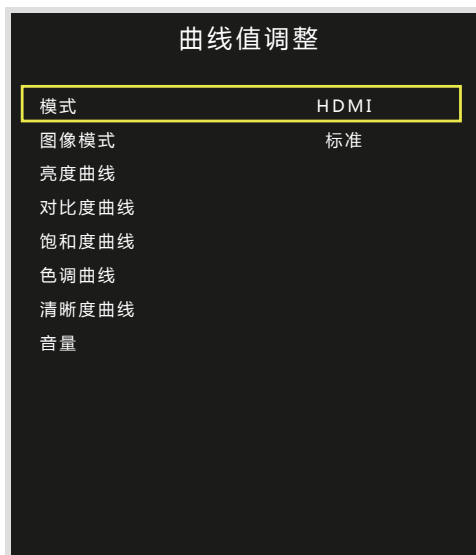 曲线值调整
模式 HDMI
图像模式 标准
亮度曲线
对比度曲线
饱和度曲线
色调曲线
清晰度曲线
音量